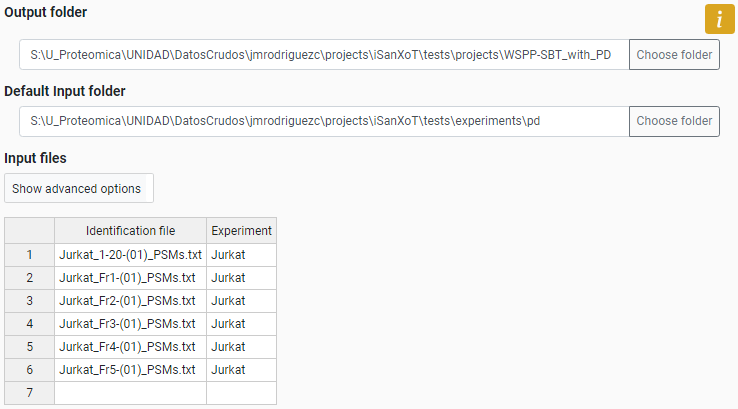 Output folder
i
S:\U_Proteomica\UNIDAD\DatosCrudos\jmrodriguezc\projects\iSanXoT\tests\projects\WSPP-SBT_with_PD Choose folder
Default Input folder
S:\U_Proteomica\UNIDAD\DatosCrudos\jmrodriguezc\projects\iSanXoT\tests\experiments\pd Choose folder
Input files
Show advanced options
Identification file Experiment
1 Jurkat_1-20-(01)_PSMs.txt Jurkat
2 Jurkat_Fr1-(01)_PSMs.txt Jurkat
3 Jurkat_Fr2-(01)_PSMs.txt Jurkat
4 Jurkat_Fr3-(01)_PSMs.txt Jurkat
5 Jurkat_Fr4-(01)_PSMs.txt Jurkat
6 Jurkat_Fr5-(01)_PSMs.txt Jurkat
7